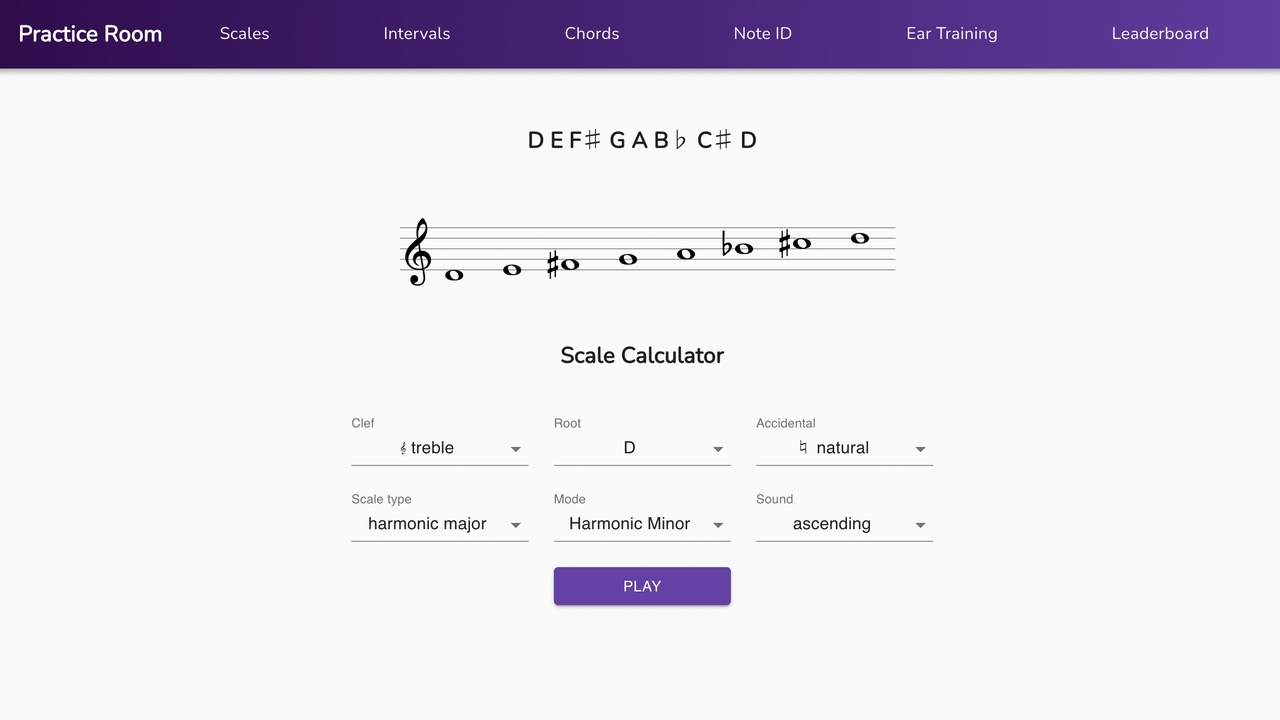 Practice Room Scales Intervals Chords Note ID Ear Training Leaderboard
D E F♯ G A B♭ C♯ D
Scale Calculator
Clef Root Accidental
𝄞 treble D ♮ natural
Scale type Mode Sound
harmonic major Harmonic Minor ascending
PLAY